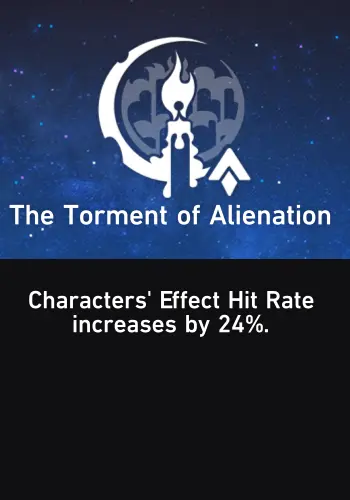 The Torment of Alienation
Characters' Effect Hit Rate
increases by 24%.